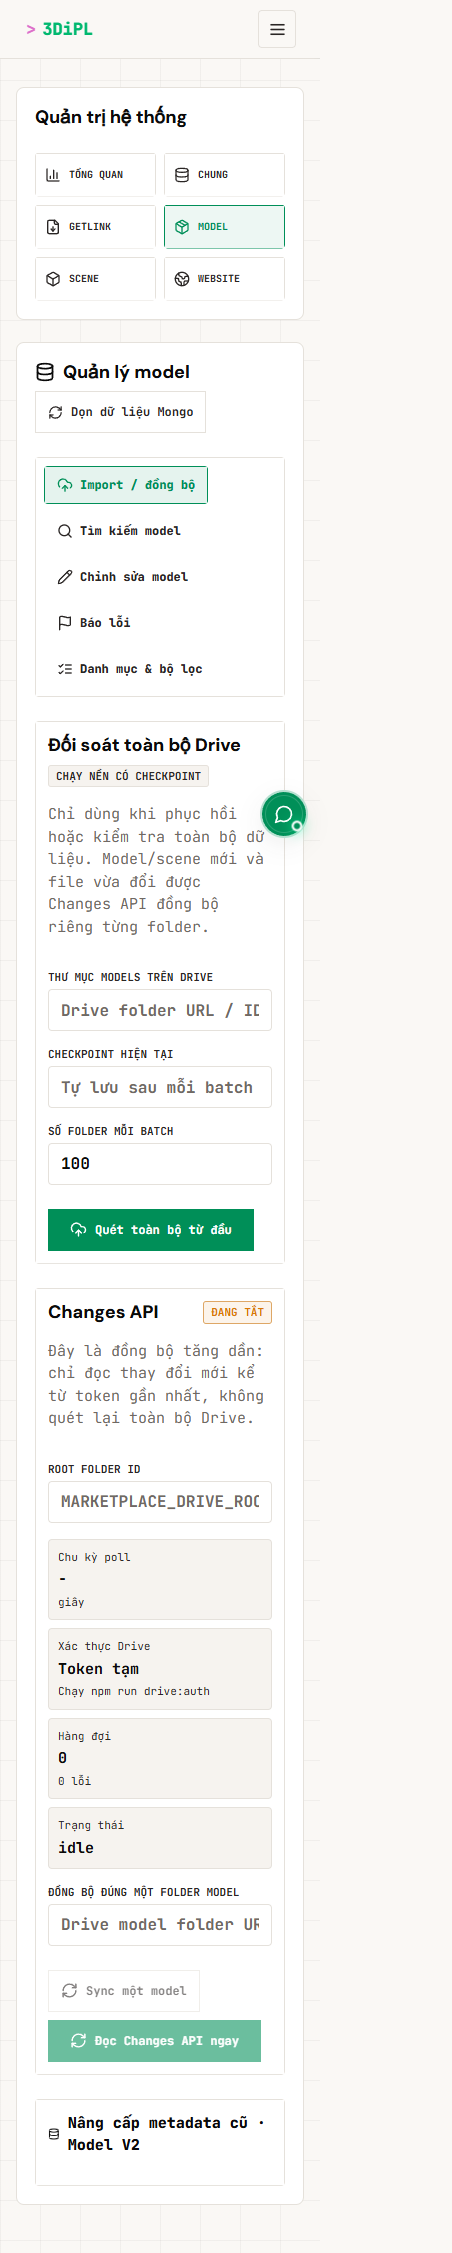 > 3DiPL
Quản trị hệ thống
TỔNG QUAN
CHUNG
GETLINK
MODEL
SCENE
WEBSITE
Quản lý model
Dọn dữ liệu Mongo
Import / đồng bộ
Tìm kiếm model
Chỉnh sửa model
Báo lỗi
Danh mục & bộ lọc
Đối soát toàn bộ Drive
CHẠY NỀN CÓ CHECKPOINT
Chỉ dùng khi phục hồi
hoặc kiểm tra toàn bộ dữ
liệu. Model/scene mới và
file vừa đổi được
Changes API đồng bộ
riêng từng folder.
THƯ MỤC MODELS TRÊN DRIVE
Drive folder URL / ID
CHECKPOINT HIỆN TẠI
Tự lưu sau mỗi batch
SỐ FOLDER MỖI BATCH
100
Quét toàn bộ từ đầu
Changes API
ĐANG TẮT
Đây là đồng bộ tăng dần:
chỉ đọc thay đổi mới kể
từ token gần nhất, không
quét lại toàn bộ Drive.
ROOT FOLDER ID
MARKETPLACE_DRIVE_ROO
Chu kỳ poll
-
giây
Xác thực Drive
Token tạm
Chạy npm run drive:auth
Hàng đợi
0
0 lỗi
Trạng thái
idle
ĐỒNG BỘ ĐÚNG MỘT FOLDER MODEL
Drive model folder UR
Sync một model
Đọc Changes API ngay
Nâng cấp metadata cũ ·
Model V2